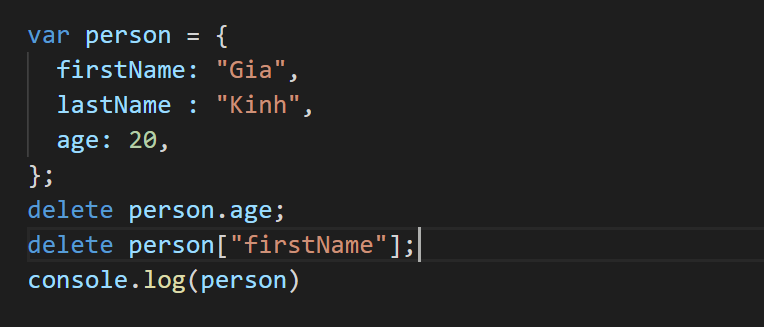 var person = {
  firstName: "Gia",
  lastName : "Kinh",
  age: 20,
};
delete person.age;
delete person["firstName"];
console.log(person)